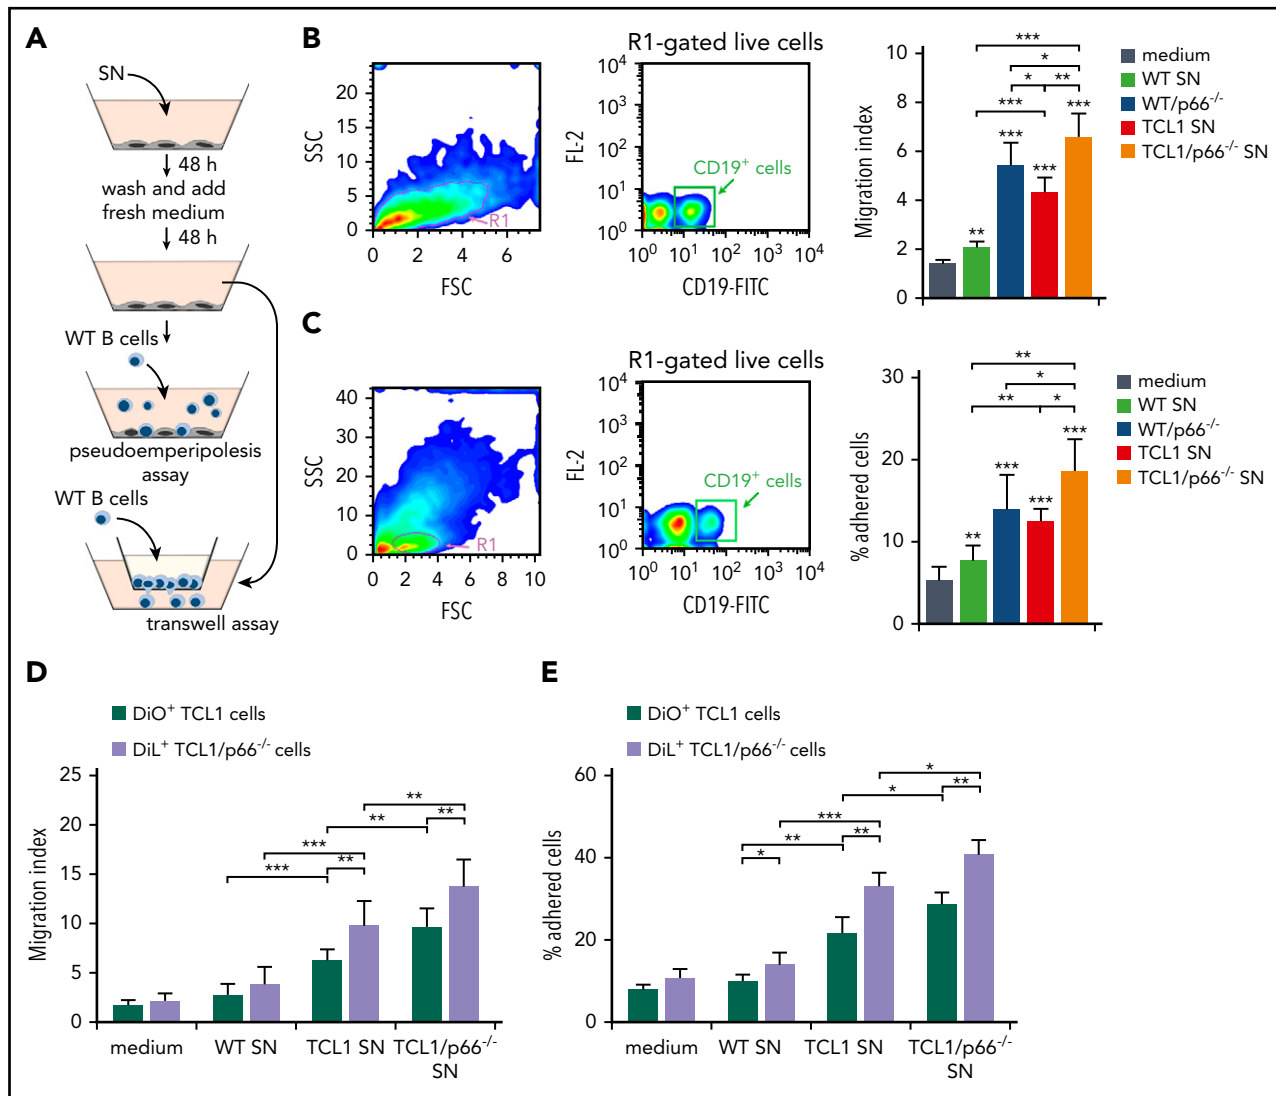 A
SN
48 h
wash and add
fresh medium
48 h
WT B cells
pseudoemperipolesis
assay
WT B cells
transwell assay
B
SSC
20
15
10
5
0
0 2 4 6
FSC
R1
R1-gated live cells
FL-2
10⁴
10³
10²
10¹
10⁰
10⁰ 10¹ 10² 10³ 10⁴
CD19-FITC
CD19⁺ cells
Migration index
10
8
6
4
2
0
***
*
* **
***
** *** *** ***
medium
WT SN
WT/p66⁻/⁻
TCL1 SN
TCL1/p66⁻/⁻ SN
C
SSC
40
30
20
10
0
0 2 4 6 8 10
FSC
R1
R1-gated live cells
FL-2
10⁴
10³
10²
10¹
10⁰
10⁰ 10¹ 10² 10³ 10⁴
CD19-FITC
CD19⁺ cells
% adhered cells
30
20
10
0
**
*
** *
** *** *** ***
medium
WT SN
WT/p66⁻/⁻
TCL1 SN
TCL1/p66⁻/⁻ SN
D
DiO⁺ TCL1 cells
DiL⁺ TCL1/p66⁻/⁻ cells
Migration index
25
20
15
10
5
0
**
** **
***
*** **
medium WT SN TCL1 SN TCL1/p66⁻/⁻
SN
E
DiO⁺ TCL1 cells
DiL⁺ TCL1/p66⁻/⁻ cells
% adhered cells
60
40
20
0
*
* **
***
** **
*
medium WT SN TCL1 SN TCL1/p66⁻/⁻
SN